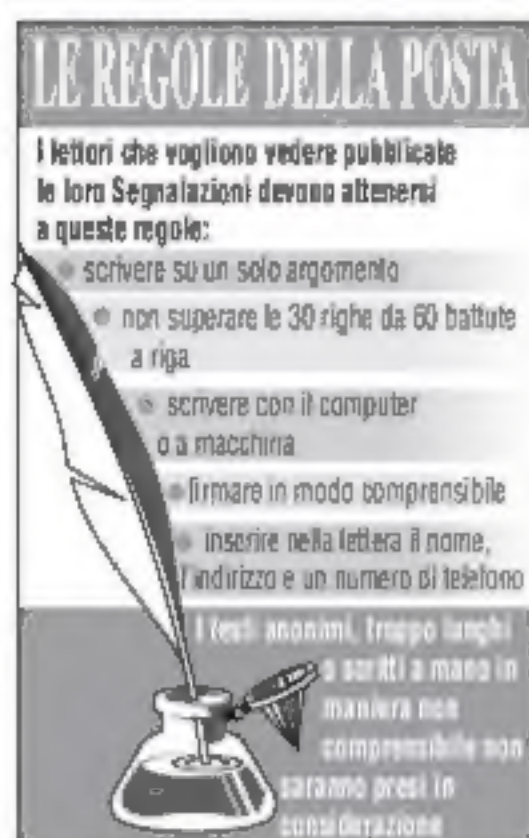 LE REGOLE DELLA POSTA
I lettori che vogliono vedere pubblicate
le loro Segnalazioni devono attenersi
a queste regole:
scrivere su un solo argomento
non superare le 30 righe da 60 battute
a riga
scrivere con il computer
o a macchina
firmare in modo comprensibile
inserire nella lettera il nome,
l'indirizzo e un numero di telefono
I testi anonimi, troppo lunghi
o scritti a mano in
maniera non
comprensibile non
saranno presi in
considerazione